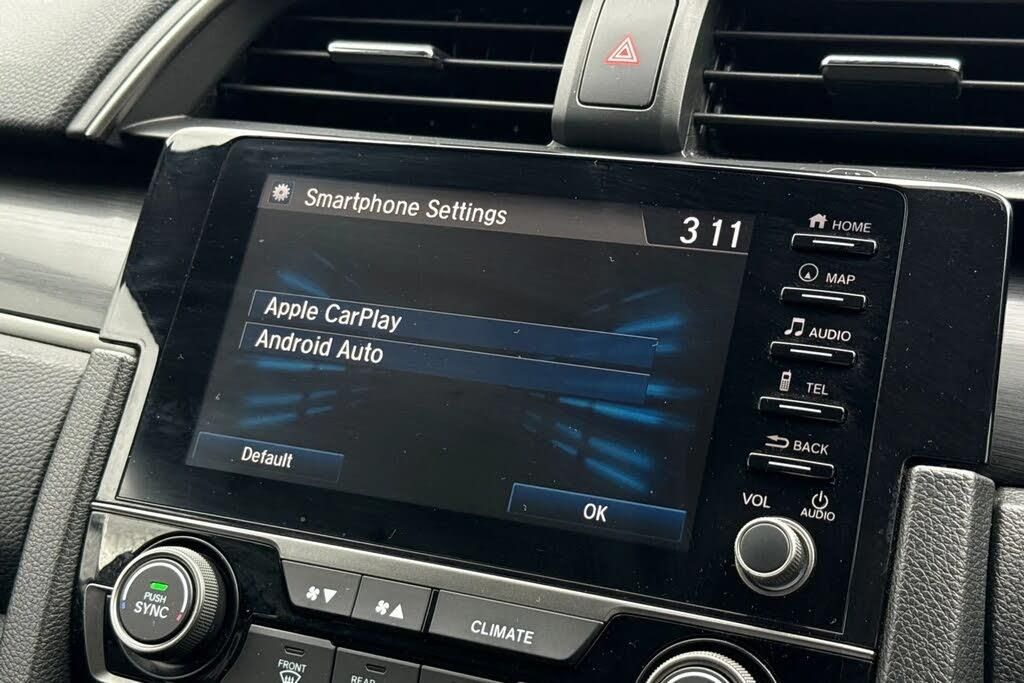 Smartphone Settings
3 11
Apple CarPlay
Android Auto
Default
OK
HOME
MAP
AUDIO
TEL
BACK
VOL
AUDIO
PUSH
SYNC
CLIMATE
FRONT
REAR